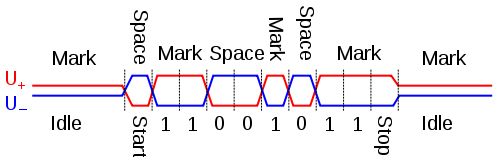 Mark Space Mark Space Mark Space Mark Mark
U+
U−
Idle Start 1 1 0 0 1 0 1 1 Stop Idle